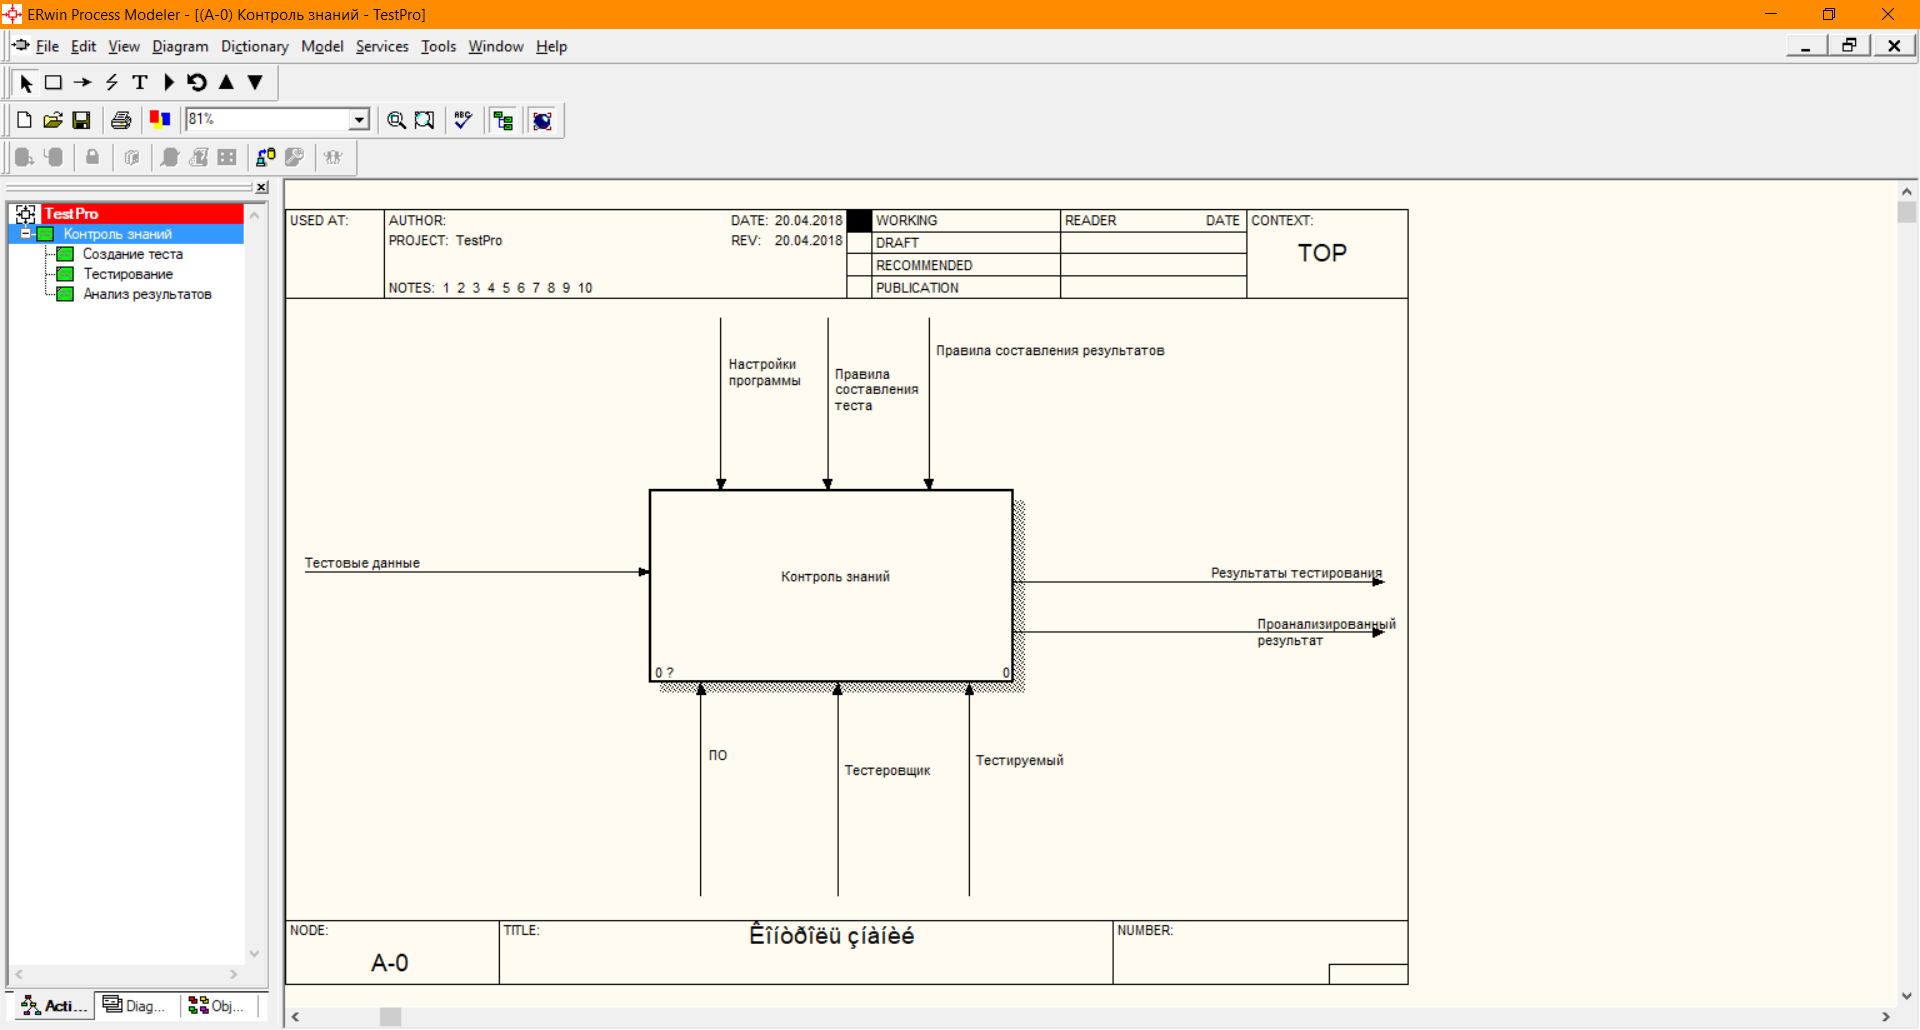 ERwin Process Modeler - [(A-0) Контроль знаний - TestPro]
File Edit View Diagram Dictionary Model Services Tools Window Help
T
81%
ABC
TestPro
Контроль знаний
Создание теста
Тестирование
Анализ результатов
Acti... Diag... Obj...
USED AT:
AUTHOR:
DATE: 20.04.2018
PROJECT: TestPro
REV: 20.04.2018
NOTES: 1 2 3 4 5 6 7 8 9 10
WORKING
DRAFT
RECOMMENDED
PUBLICATION
READER DATE
CONTEXT:
TOP
Настройки
программы
Правила
составления
теста
Правила составления результатов
Тестовые данные
Контроль знаний
0 ?
0
Результаты тестирования
Проанализированный
результат
ПО
Тестеровщик
Тестируемый
NODE:
A-0
TITLE:
Êîíòðîëü çíàíèé
NUMBER: